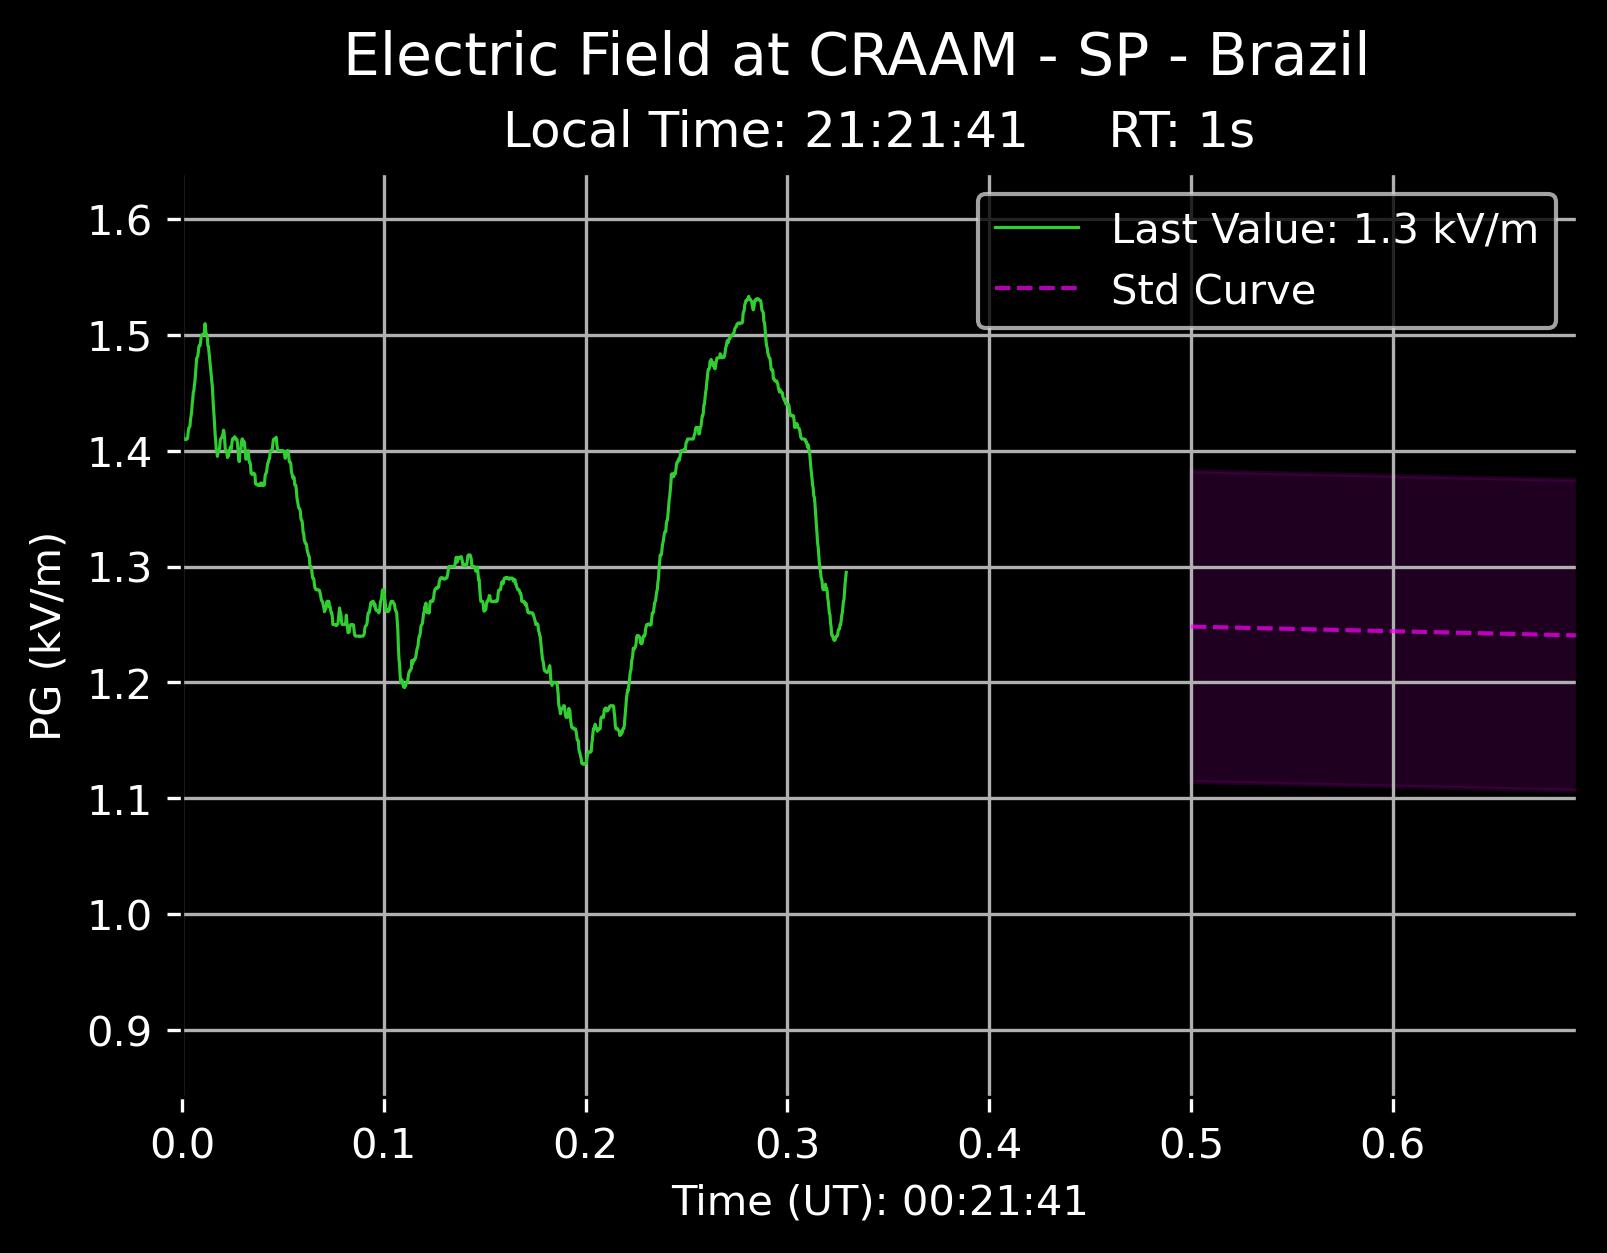 Electric Field at CRAAM - SP - Brazil
Local Time: 21:21:41 RT: 1s
Last Value: 1.3 kV/m
Std Curve
PG (kV/m)
1.6
1.5
1.4
1.3
1.2
1.1
1.0
0.9
0.0 0.1 0.2 0.3 0.4 0.5 0.6
Time (UT): 00:21:41